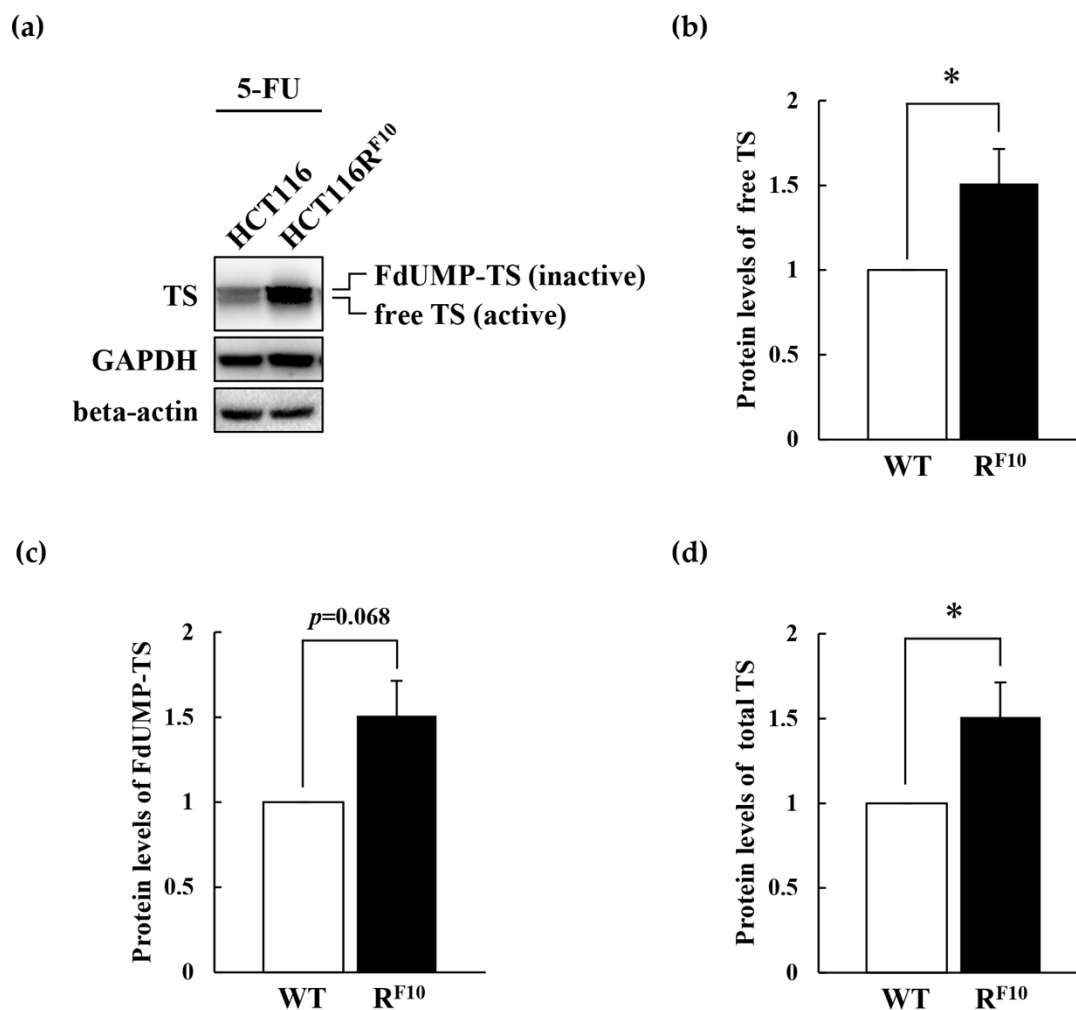 (a)
5-FU
HCT116
HCT116R^F10
TS
FdUMP-TS (inactive)
free TS (active)
GAPDH
beta-actin
(b)
*
Protein levels of free TS
2
1.5
1
0.5
0
WT
R^F10
(c)
p=0.068
Protein levels of FdUMP-TS
2
1.5
1
0.5
0
WT
R^F10
(d)
*
Protein levels of total TS
2
1.5
1
0.5
0
WT
R^F10